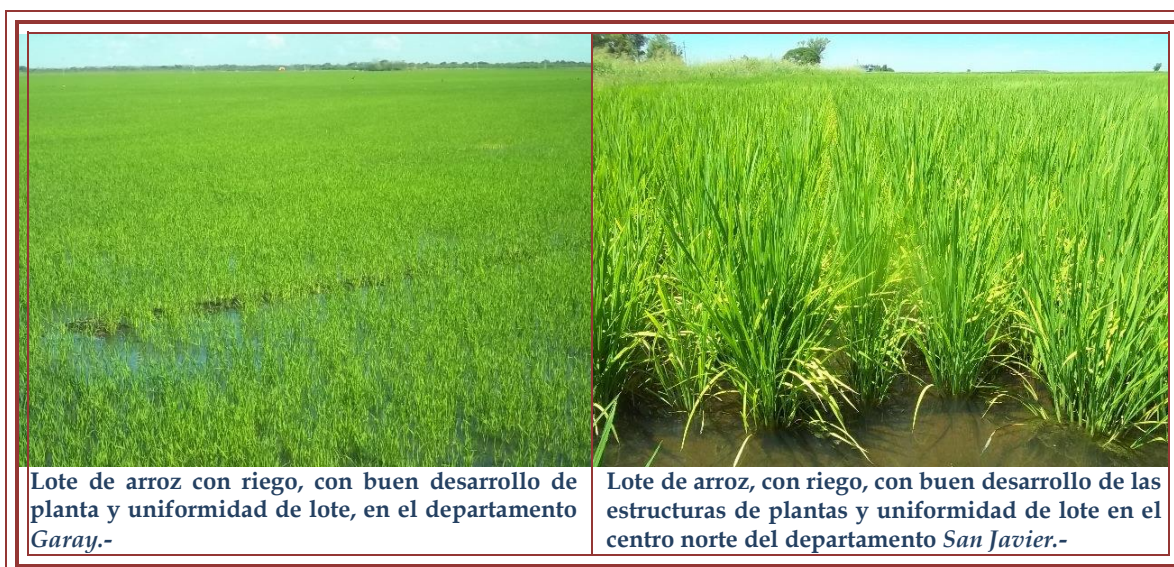 Lote de arroz con riego, con buen desarrollo de
planta y uniformidad de lote, en el departamento
Garay.-
Lote de arroz, con riego, con buen desarrollo de las
estructuras de plantas y uniformidad de lote en el
centro norte del departamento San Javier.-